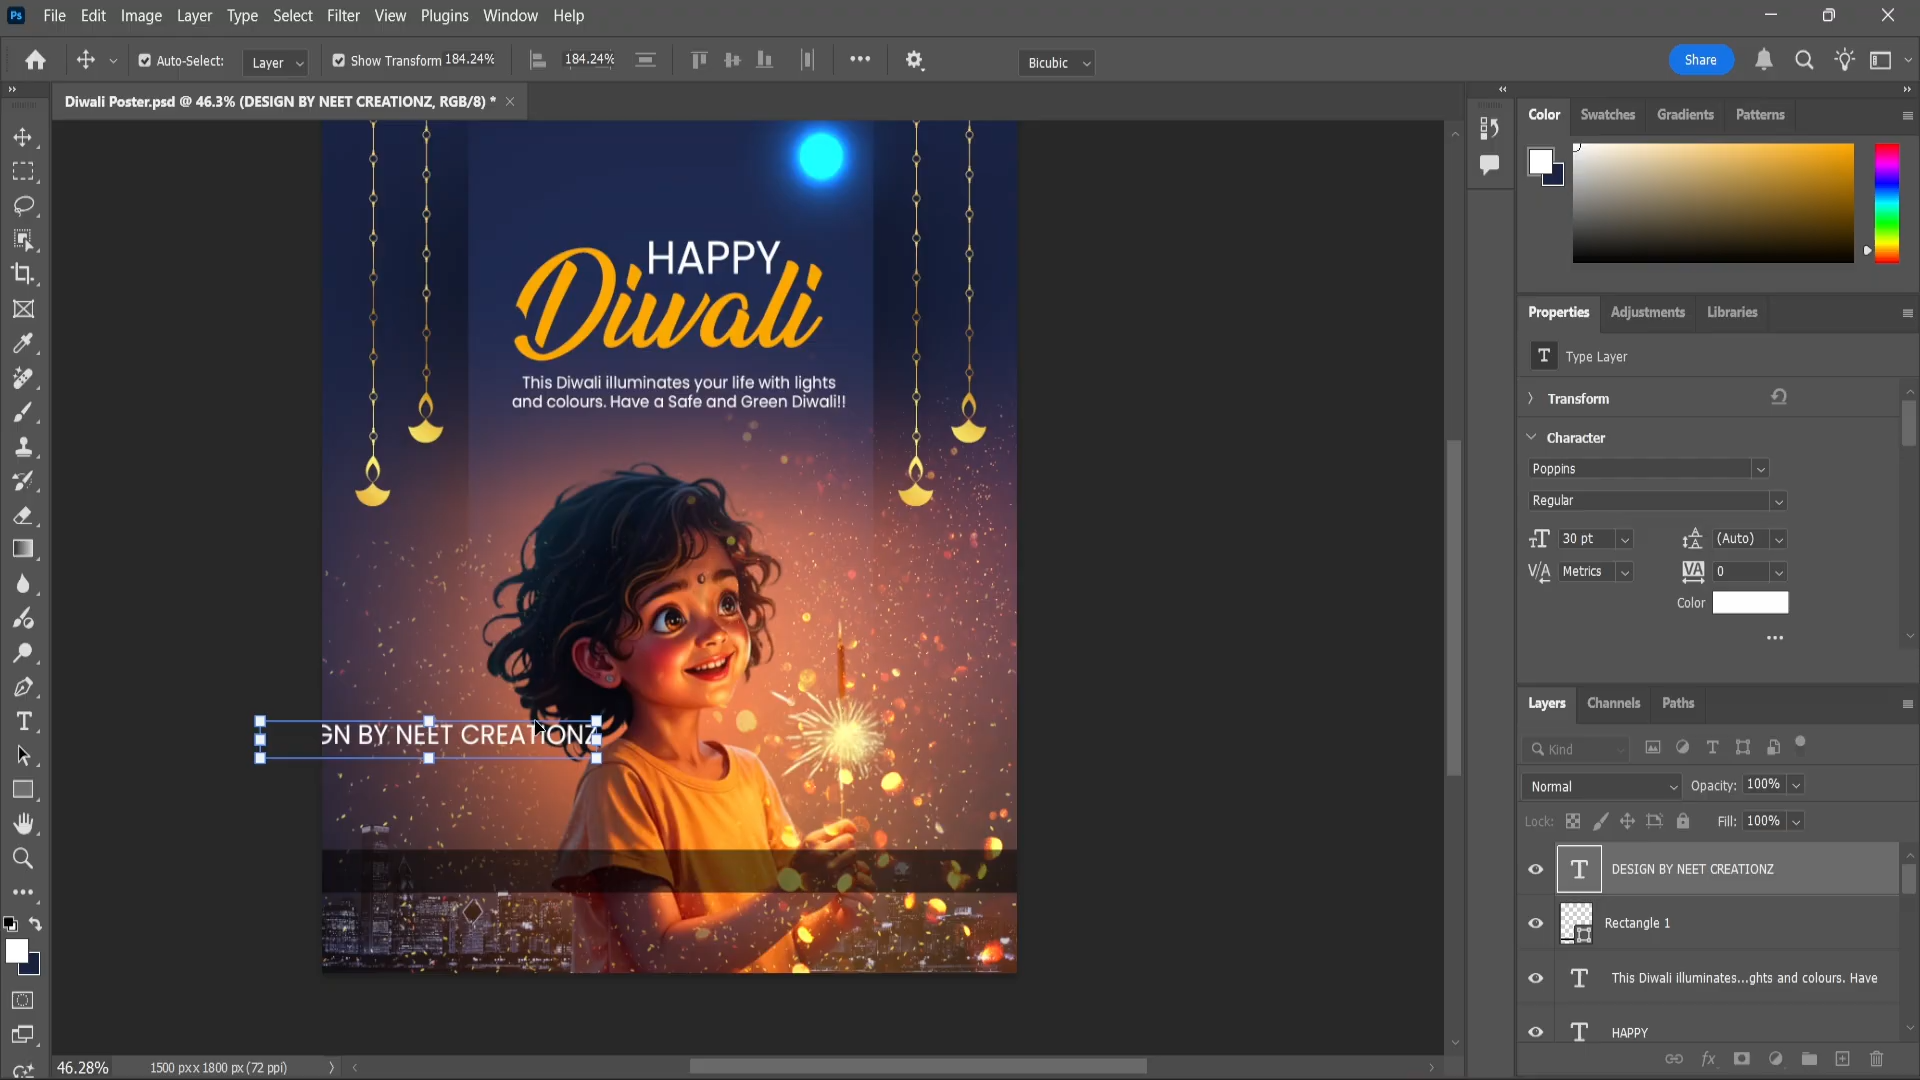 Ps File Edit Image Layer Type Select Filter View Plugins Window Help
Auto-Select: Layer Show Transform 184.24% 184.24% Bicubic Share
Diwali Poster.psd @ 46.3% (DESIGN BY NEET CREATIONZ, RGB/8) *
Color Swatches Gradients Patterns
HAPPY
Diwali
This Diwali illuminates your life with lights
and colours. Have a Safe and Green Diwali!!
GN BY NEET CREATIONZ
Properties Adjustments Libraries
T Type Layer
Transform
Character
Poppins
Regular
30 pt (Auto)
Metrics 0
Color
Layers Channels Paths
Kind
Normal Opacity: 100%
Lock: Fill: 100%
T DESIGN BY NEET CREATIONZ
Rectangle 1
T This Diwali illuminates...ghts and colours. Have
T HAPPY
fx
46.28% 1500 px x 1800 px (72 ppi)